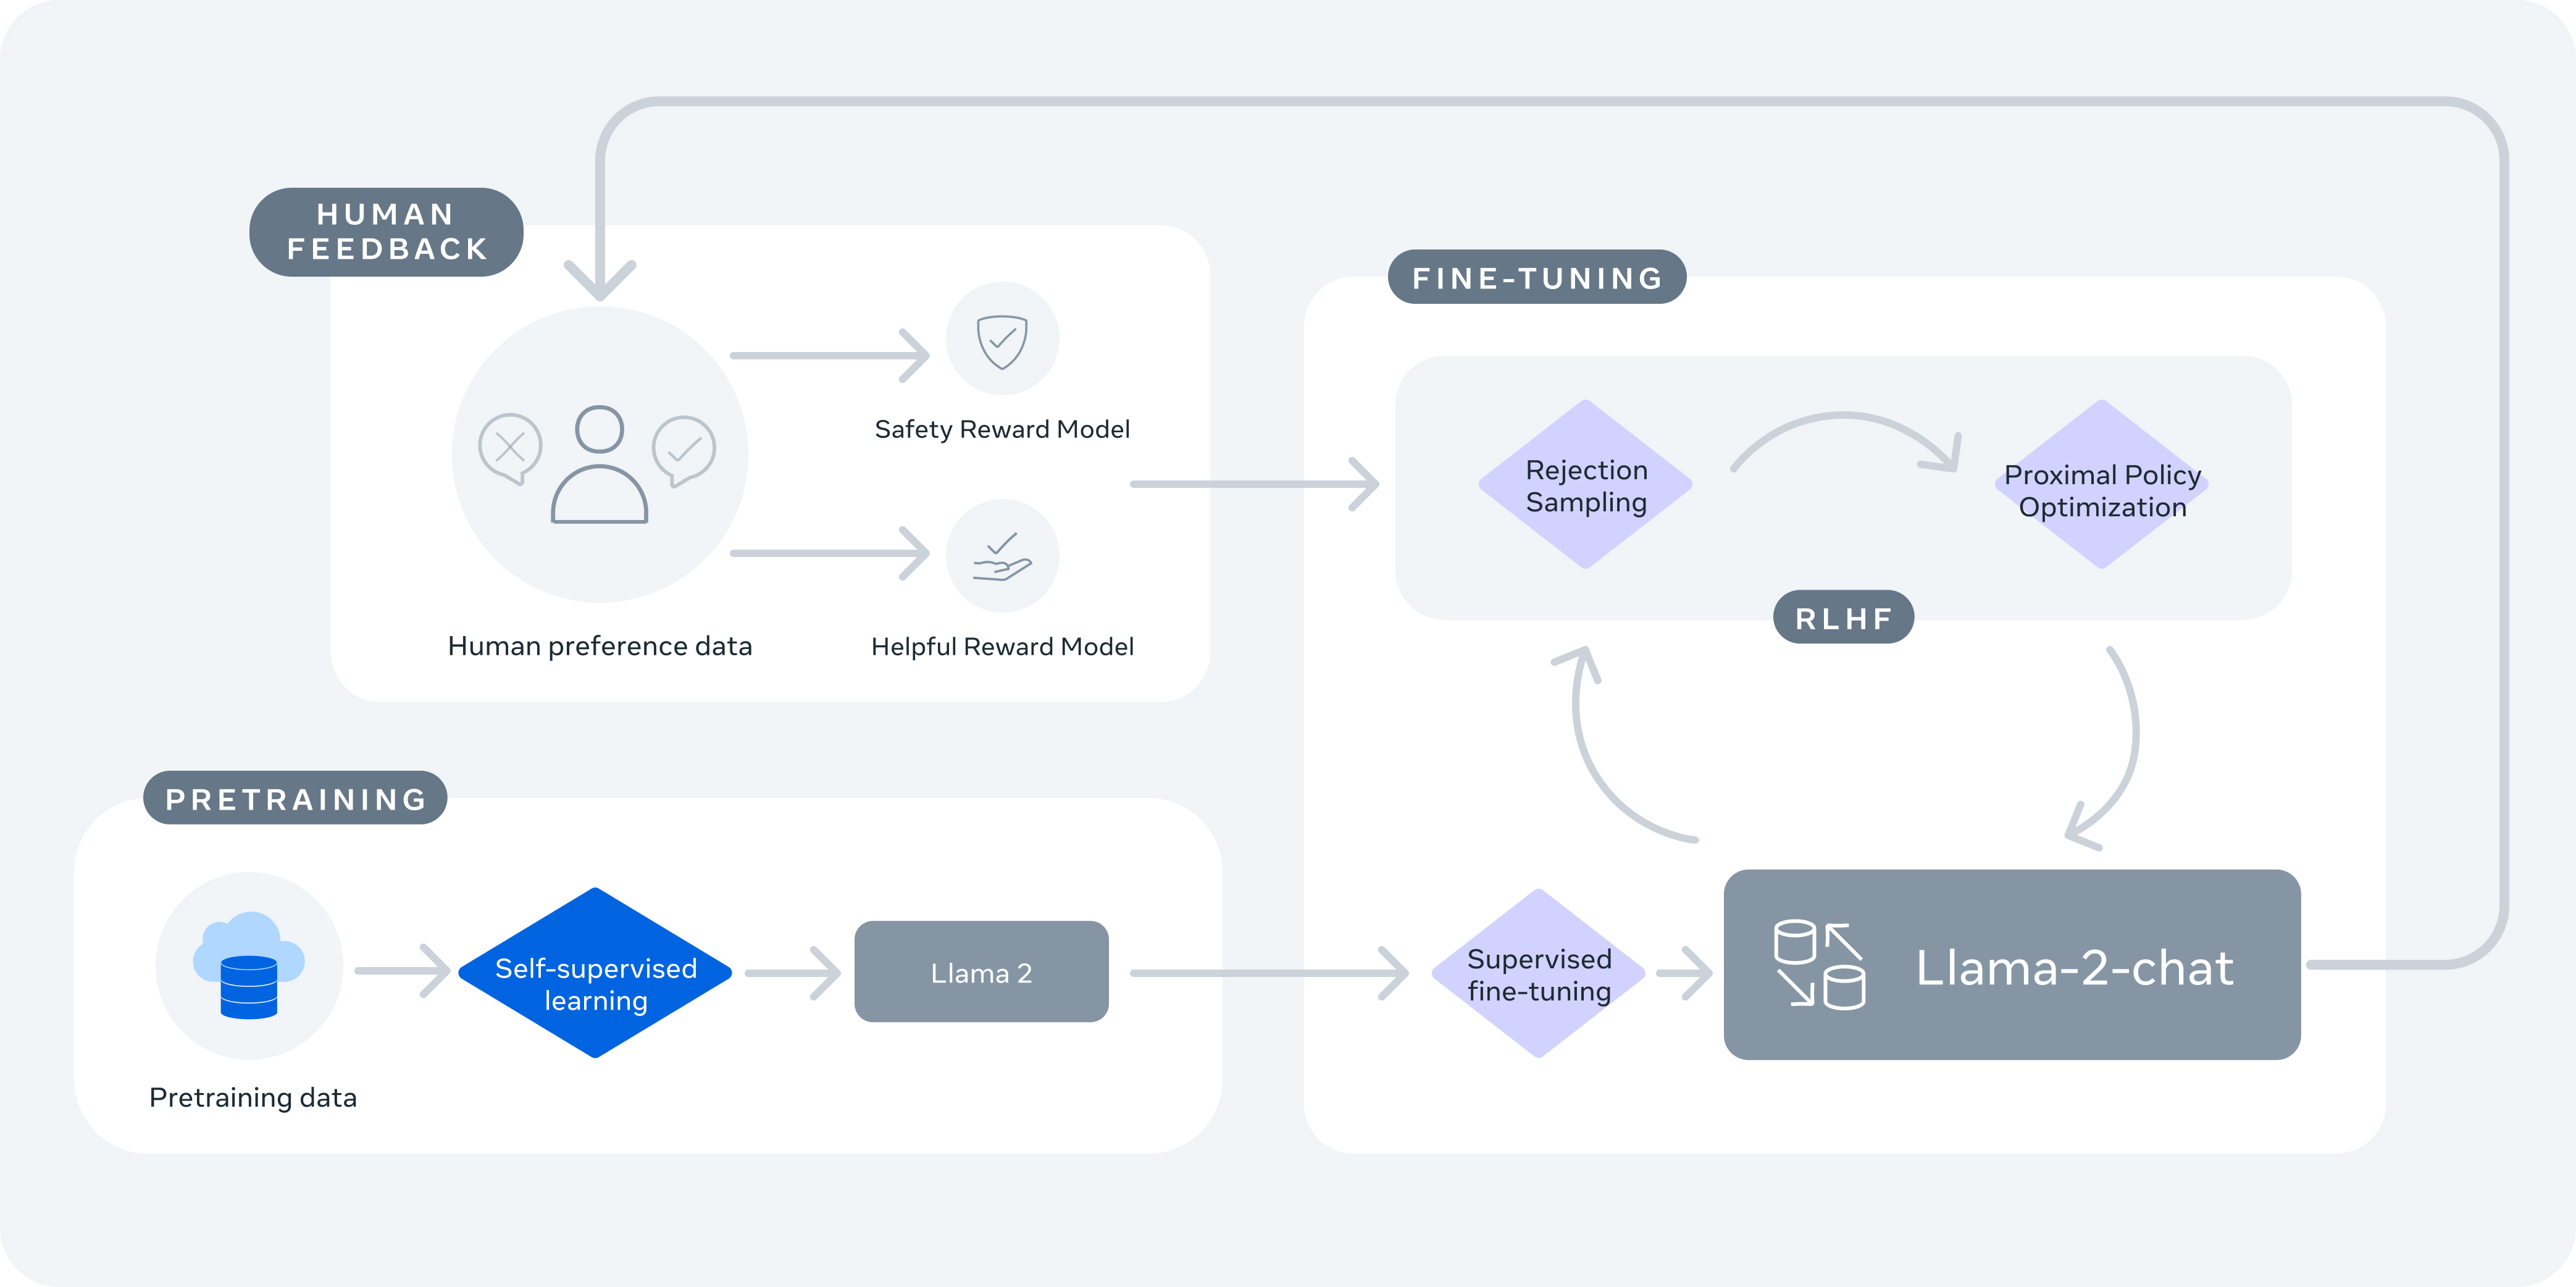 HUMAN
FEEDBACK
Safety Reward Model
Human preference data
Helpful Reward Model
FINE-TUNING
Rejection
Sampling
Proximal Policy
Optimization
RLHF
PRETRAINING
Pretraining data
Self-supervised
learning
Llama 2
Supervised
fine-tuning
Llama-2-chat